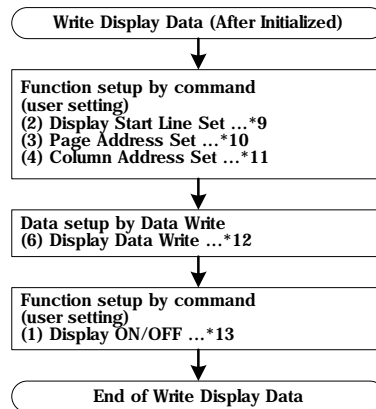 Write Display Data (After Initialized)
Function setup by command
(user setting)
(2) Display Start Line Set ...*9
(3) Page Address Set ...*10
(4) Column Address Set ...*11
Data setup by Data Write
(6) Display Data Write ...*12
Function setup by command
(user setting)
(1) Display ON/OFF ...*13
End of Write Display Data